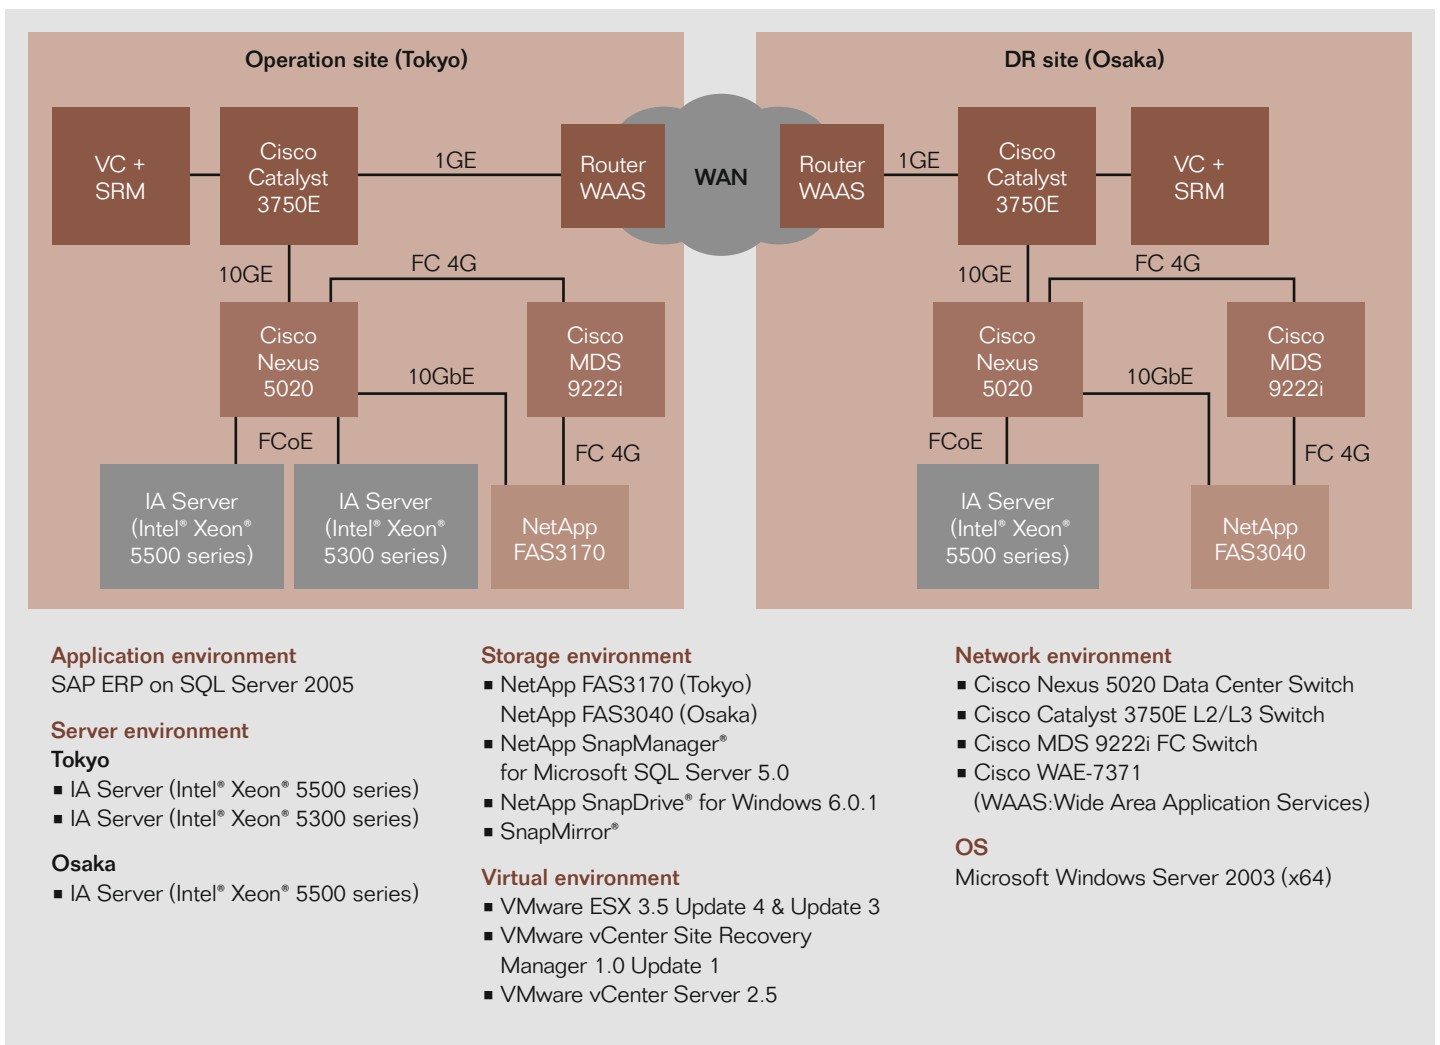 Operation site (Tokyo)
VC +
SRM
Cisco
Catalyst
3750E
1GE
Router
WAAS
WAN
10GE
FC 4G
Cisco
Nexus
5020
10GbE
Cisco
MDS
9222i
FCoE
FC 4G
IA Server
(Intel® Xeon®
5500 series)
IA Server
(Intel® Xeon®
5300 series)
NetApp
FAS3170
DR site (Osaka)
Router
WAAS
1GE
Cisco
Catalyst
3750E
VC +
SRM
10GE
FC 4G
Cisco
Nexus
5020
10GbE
Cisco
MDS
9222i
FCoE
FC 4G
IA Server
(Intel® Xeon®
5500 series)
NetApp
FAS3040
Application environment
SAP ERP on SQL Server 2005
Server environment
Tokyo
▪ IA Server (Intel® Xeon® 5500 series)
▪ IA Server (Intel® Xeon® 5300 series)
Osaka
▪ IA Server (Intel® Xeon® 5500 series)
Storage environment
▪ NetApp FAS3170 (Tokyo)
NetApp FAS3040 (Osaka)
▪ NetApp SnapManager®
for Microsoft SQL Server 5.0
▪ NetApp SnapDrive® for Windows 6.0.1
▪ SnapMirror®
Virtual environment
▪ VMware ESX 3.5 Update 4 & Update 3
▪ VMware vCenter Site Recovery
Manager 1.0 Update 1
▪ VMware vCenter Server 2.5
Network environment
▪ Cisco Nexus 5020 Data Center Switch
▪ Cisco Catalyst 3750E L2/L3 Switch
▪ Cisco MDS 9222i FC Switch
▪ Cisco WAE-7371
(WAAS:Wide Area Application Services)
OS
Microsoft Windows Server 2003 (x64)